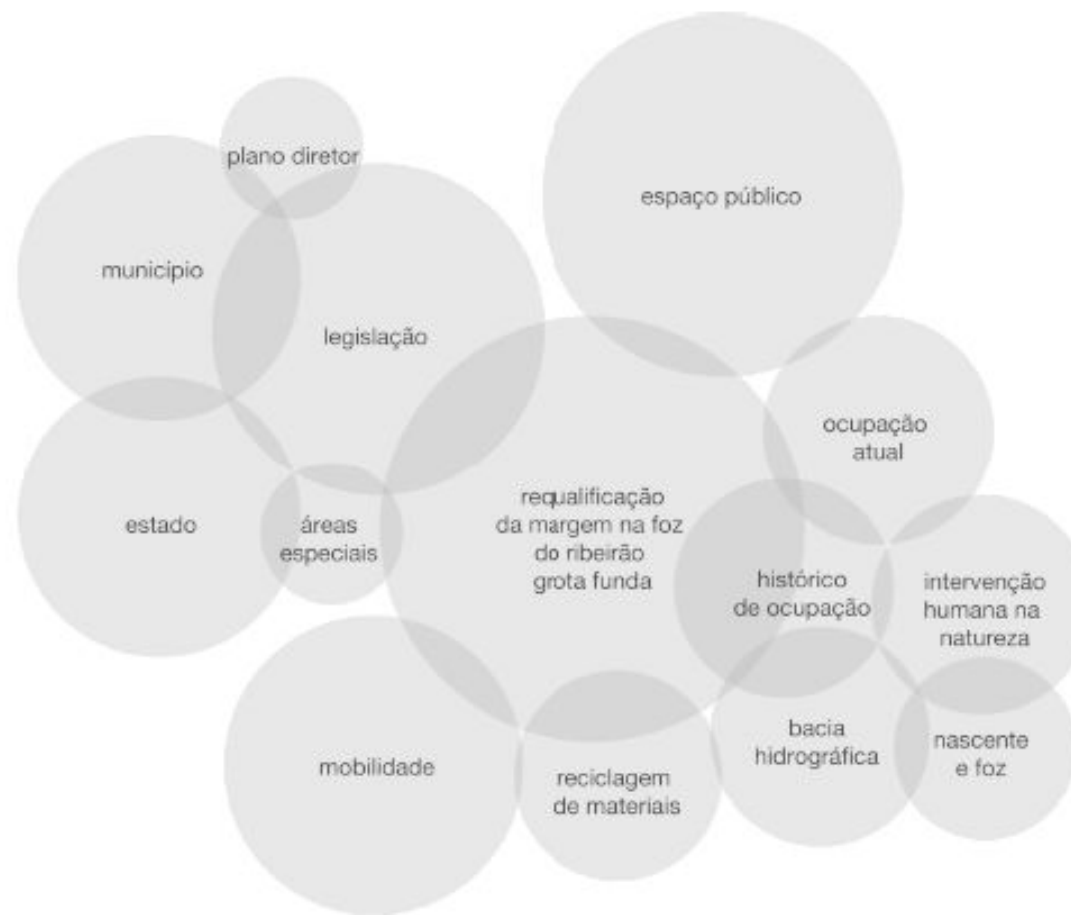 plano diretor
espaço público
município
legislação
ocupação
atual
requalificação
da margem na foz
do ribeirão
grota funda
estado
áreas
especiais
histórico
de ocupação
intervenção
humana na
natureza
mobilidade
reciclagem
de materiais
bacia
hidrográfica
nascente
e foz